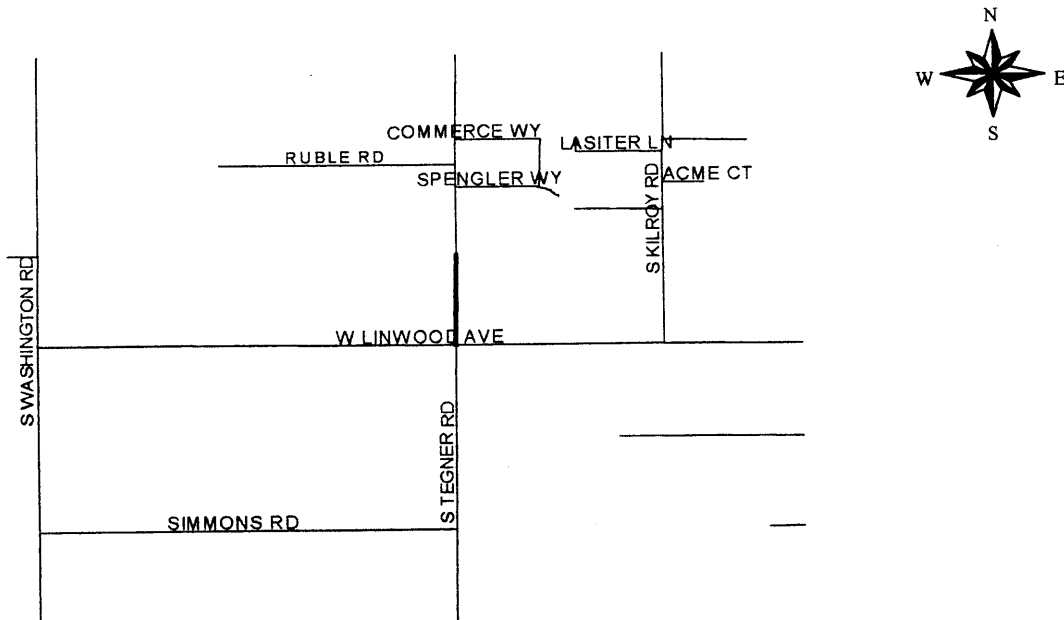 N
W E
S
COMMERCE WY
LASITER LN
RUBLE RD
SPENGLER WY
ACME CT
S KILROY RD
S WASHINGTON RD
W LINWOOD AVE
S TEGNER RD
SIMMONS RD